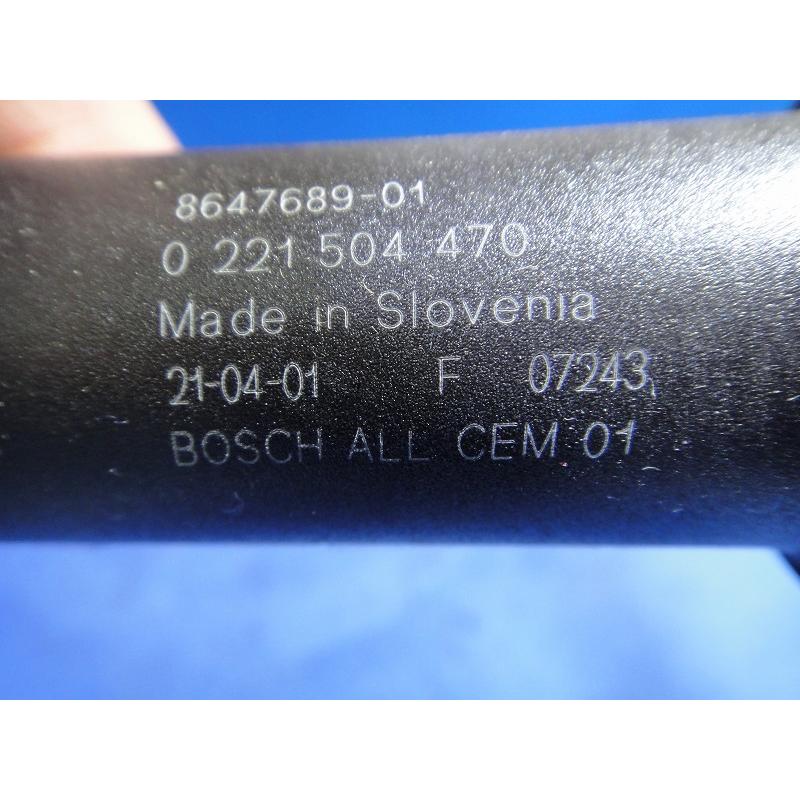 8647689-01
0 221 504 470
Made in Slovenia
21-04-01 F 07243
BOSCH ALL CEM 01